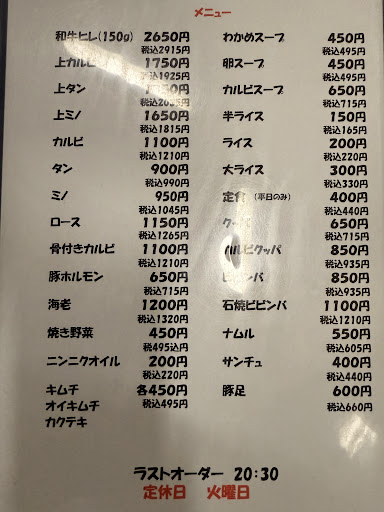 メニュー
和牛ヒレ(150g) 2650円
税込2915円
上カルビ 1750円
税込1925円
上タン
上ミノ 1650円
税込1815円
カルビ 1100円
税込1210円
タン 900円
税込990円
ミノ 950円
税込1045円
ロース 1150円
税込1265円
骨付きカルビ 1100円
税込1210円
豚ホルモン 650円
税込715円
海老 1200円
税込1320円
焼き野菜 450円
税495込円
ニンニクオイル 200円
税込220円
キムチ 各450円
オイキムチ 税込495円
カクテキ
わかめスープ 450円
税込495円
卵スープ 450円
税込495円
カルビスープ 650円
税込715円
半ライス 150円
税込165円
ライス 200円
税込220円
大ライス 300円
税込330円
定食 (平日のみ) 400円
税込440円
650円
税込715円
850円
税込935円
850円
税込935円
石焼ビビンバ 1100円
税込1210円
ナムル 550円
税込605円
サンチュ 400円
税込440円
豚足 600円
税込660円
ラストオーダー 20:30
定休日 火曜日